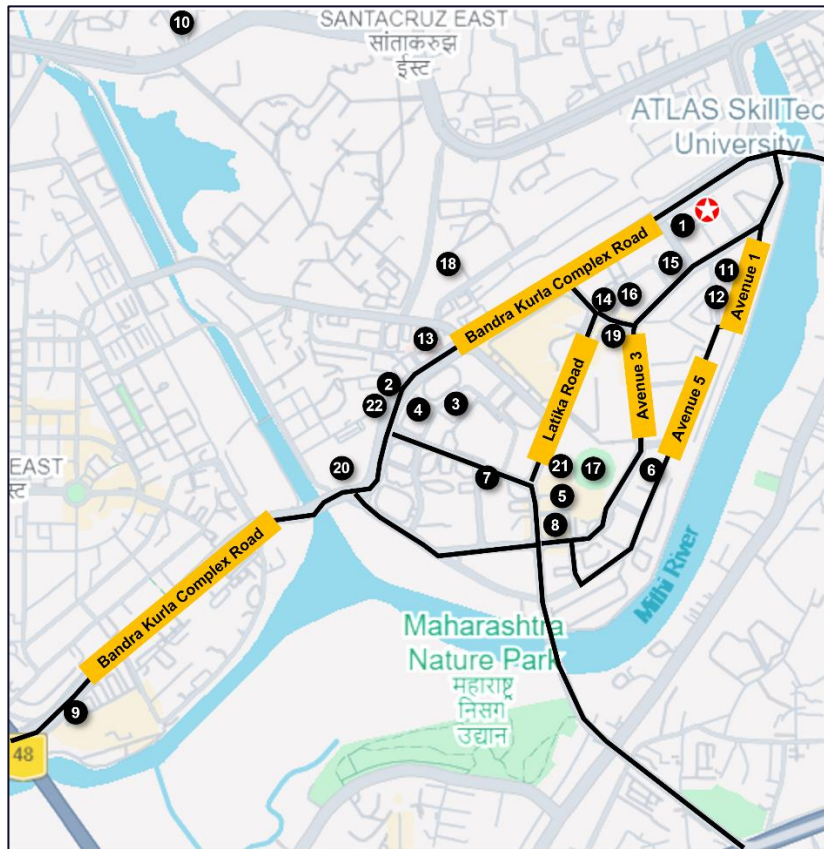 10
SANTACRUZ EAST
सांताकरुझ
ईस्ट
ATLAS SkillTec
University
1
Bandra Kurla Complex Road
18
15
11
Avenue 1
14
16
12
13
19
2
22
4
3
Latika Road
Avenue 3
Avenue 5
EAST
स्ट
20
7
21
17
6
5
8
Bandra Kurla Complex Road
Mithi River
Maharashtra
Nature Park
महाराष्ट्र
निसर्ग
उद्यान
9
48